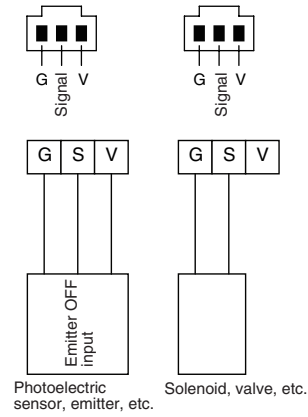 G Signal V
G Signal V
G S V
G S V
Emitter OFF
input
Photoelectric
sensor, emitter, etc.
Solenoid, valve, etc.